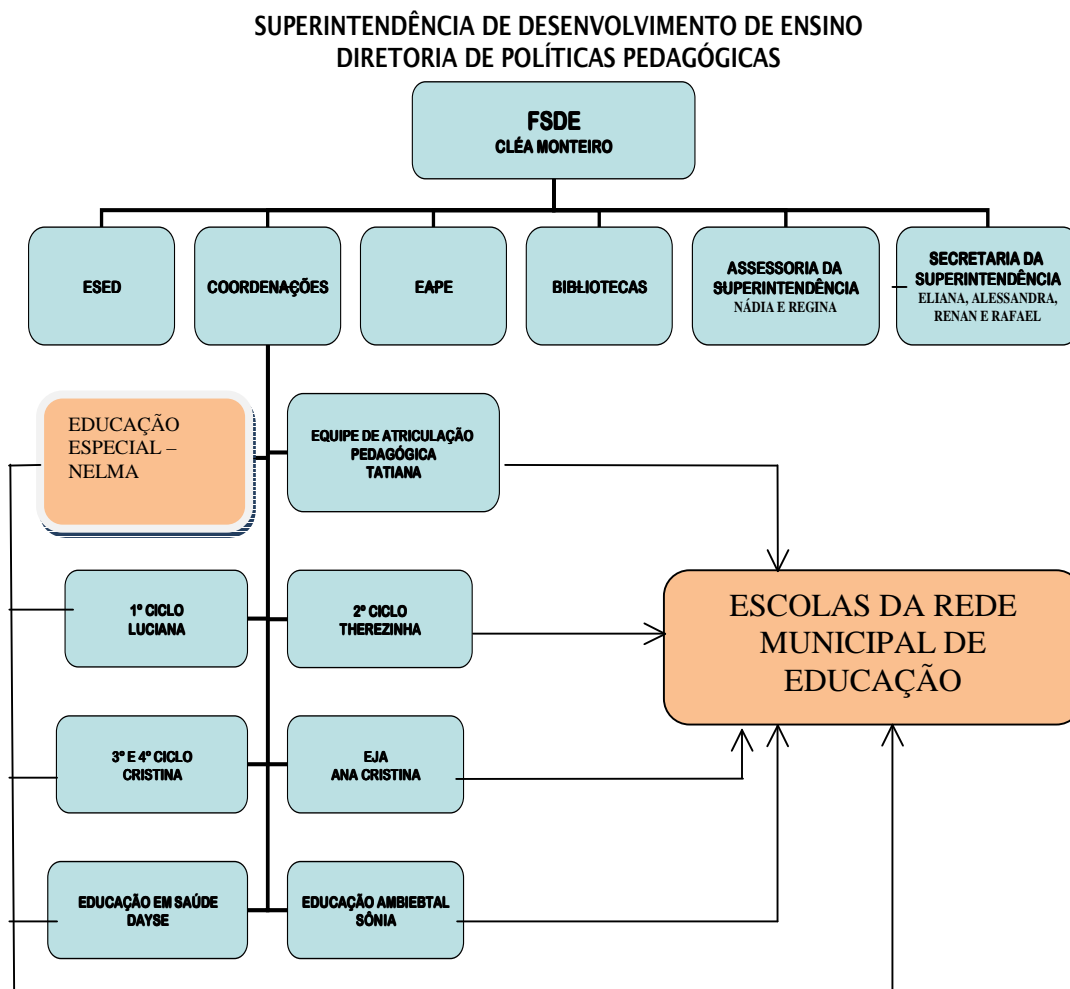 SUPERINTENDÊNCIA DE DESENVOLVIMENTO DE ENSINO
DIRETORIA DE POLÍTICAS PEDAGÓGICAS
FSDE
CLÉA MONTEIRO
ESED
COORDENAÇÕES
EAPE
BIBLIOTECAS
ASSESSORIA DA
SUPERINTENDÊNCIA
NÁDIA E REGINA
SECRETARIA DA
SUPERINTENDÊNCIA
ELIANA, ALESSANDRA,
RENAN E RAFAEL
EDUCAÇÃO
ESPECIAL –
NELMA
EQUIPE DE ATRICULAÇÃO
PEDAGÓGICA
TATIANA
1º CICLO
LUCIANA
2º CICLO
THEREZINHA
ESCOLAS DA REDE
MUNICIPAL DE
EDUCAÇÃO
3º E 4º CICLO
CRISTINA
EJA
ANA CRISTINA
EDUCAÇÃO EM SAÚDE
DAYSE
EDUCAÇÃO AMBIEBTAL
SÔNIA